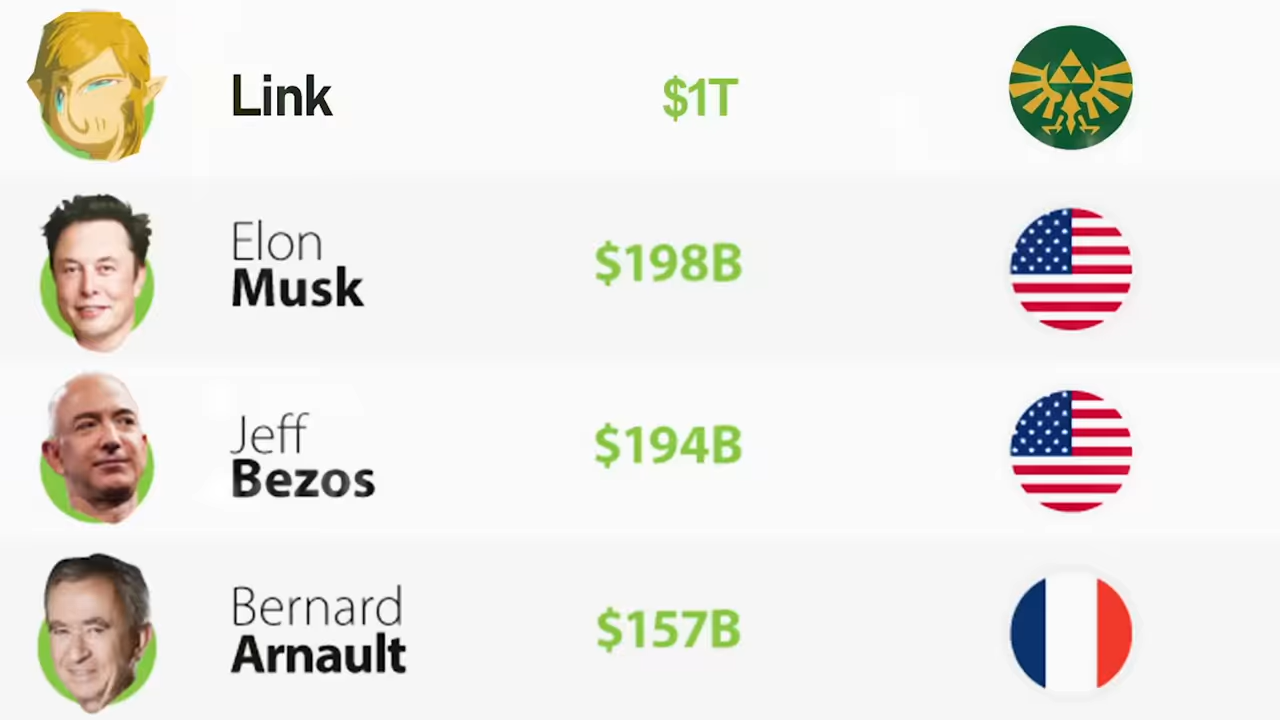 Link
$1T
Elon
Musk
$198B
Jeff
Bezos
$194B
Bernard
Arnault
$157B